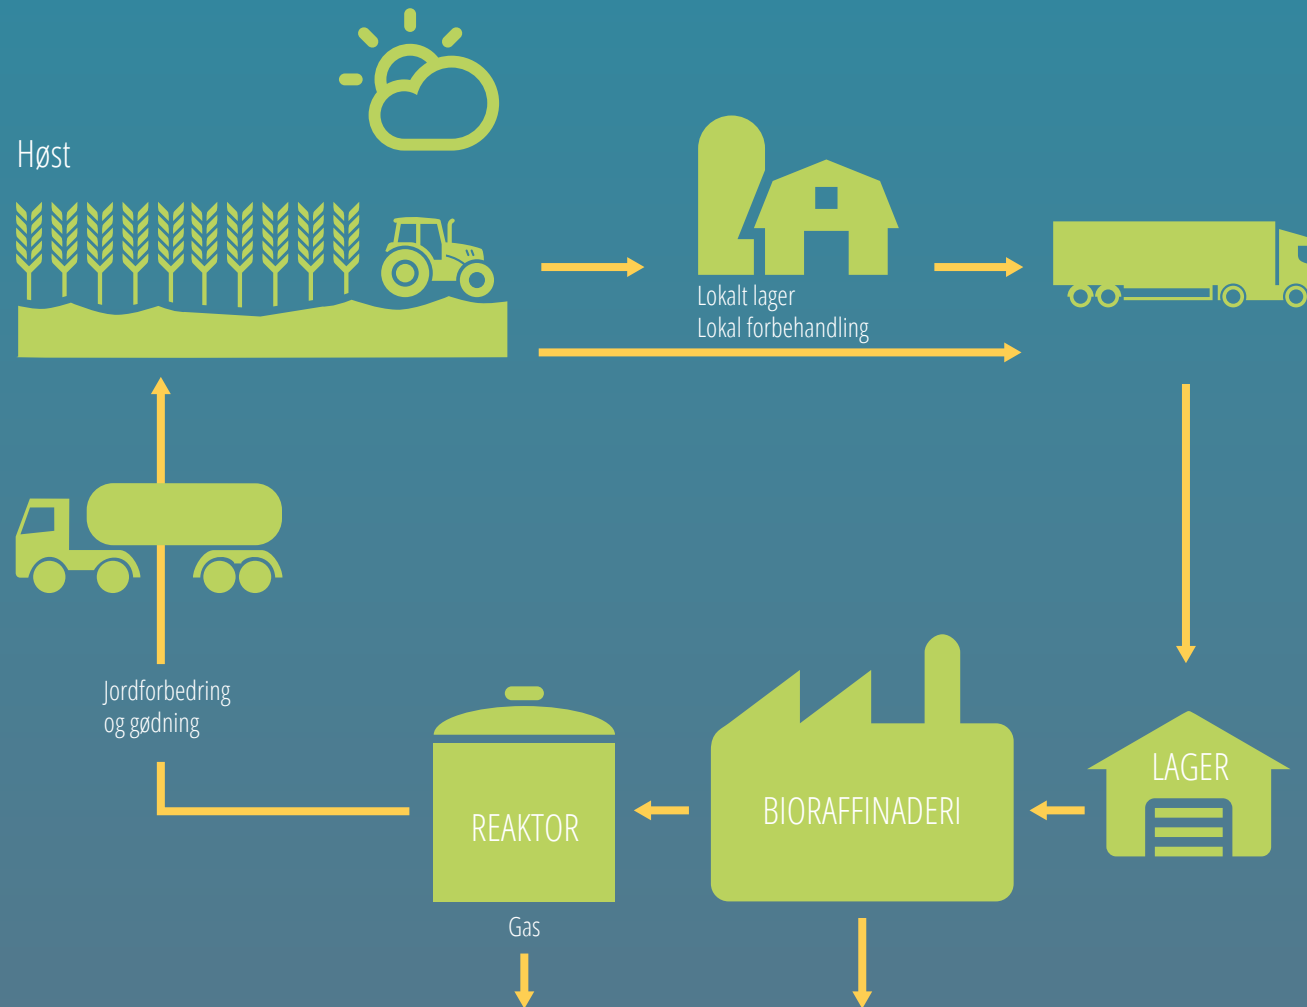 Høst
Lokalt lager
Lokal forbehandling
Jordforbedring
og gødning
LAGER
BIORAFFINADERI
REAKTOR
Gas